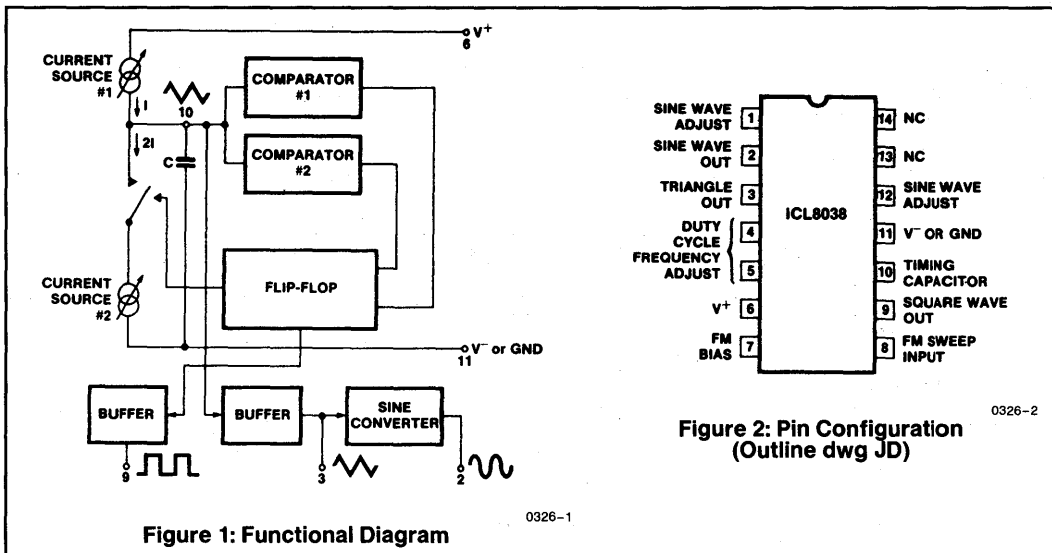 V+
6
CURRENT
SOURCE
#1
I
10
2I
C
COMPARATOR
#1
COMPARATOR
#2
FLIP-FLOP
CURRENT
SOURCE
#2
V− or GND
11
BUFFER
BUFFER
SINE
CONVERTER
9
3
2
0326–1
Figure 1: Functional Diagram
ICL8038
SINE WAVE
ADJUST
1
SINE WAVE
OUT
2
TRIANGLE
OUT
3
DUTY
CYCLE
FREQUENCY
ADJUST
4
5
V+
6
FM
BIAS
7
14
NC
13
NC
12
SINE WAVE
ADJUST
11
V− OR GND
10
TIMING
CAPACITOR
9
SQUARE WAVE
OUT
8
FM SWEEP
INPUT
0326–2
Figure 2: Pin Configuration
(Outline dwg JD)